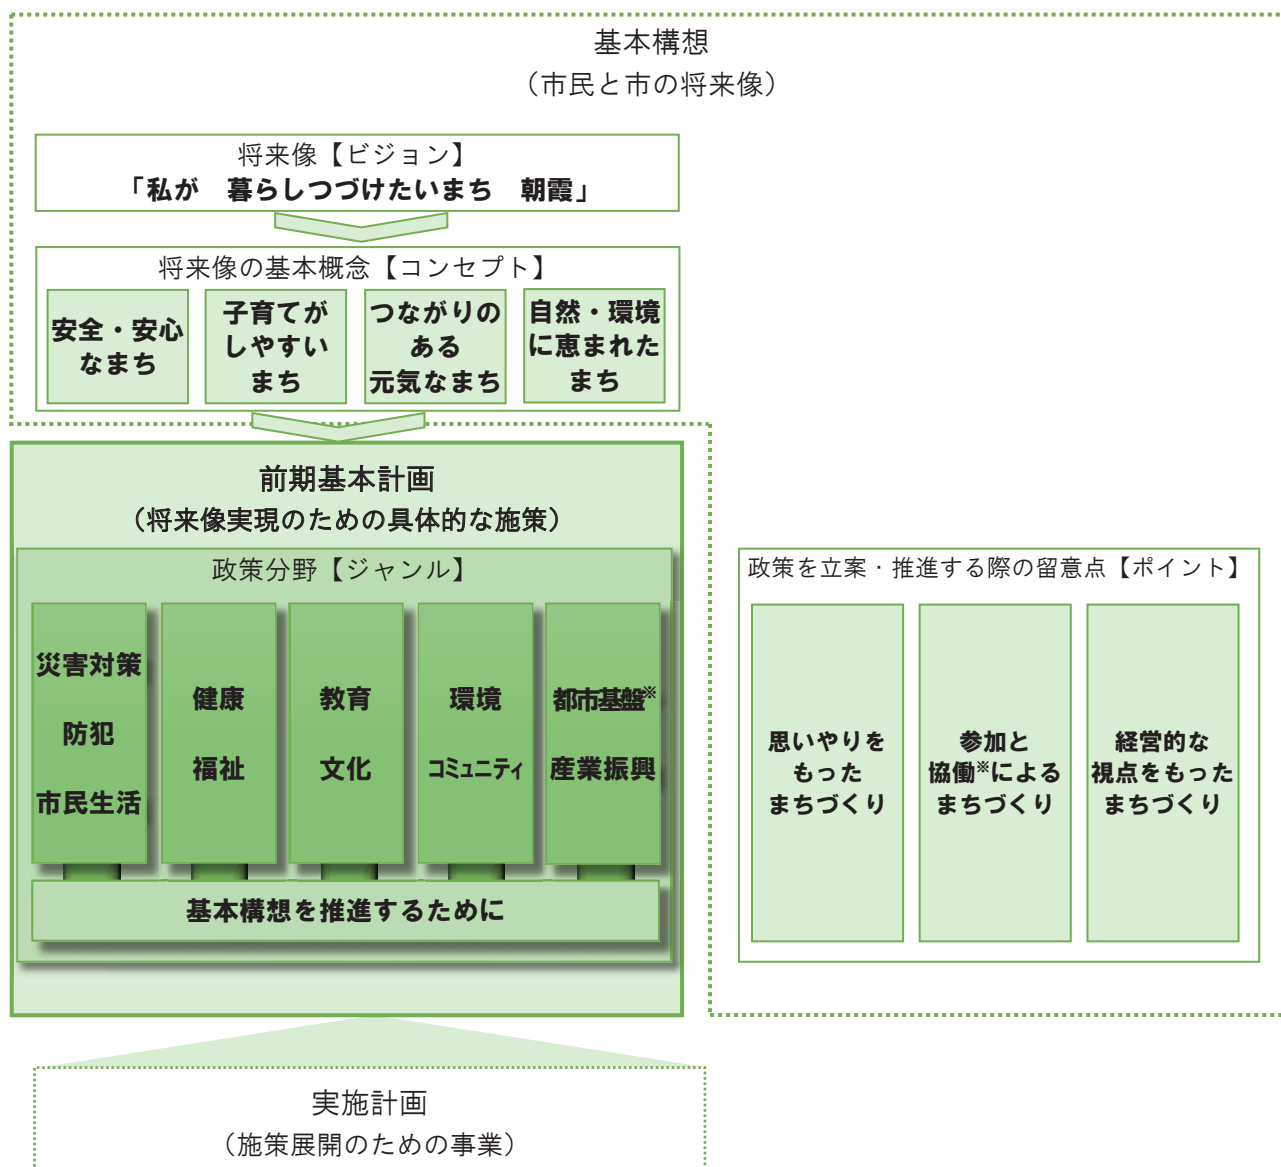 基本構想
（市民と市の将来像）
将来像【ビジョン】
「私が　暮らしつづけたいまち　朝霞」
将来像の基本概念【コンセプト】
安全・安心
なまち
子育てが
しやすい
まち
つながりの
ある
元気なまち
自然・環境
に恵まれた
まち
前期基本計画
（将来像実現のための具体的な施策）
政策分野【ジャンル】
災害対策
防犯
市民生活
健康
福祉
教育
文化
環境
コミュニティ
都市基盤※
産業振興
基本構想を推進するために
政策を立案・推進する際の留意点【ポイント】
思いやりを
もった
まちづくり
参加と
協働※による
まちづくり
経営的な
視点をもった
まちづくり
実施計画
（施策展開のための事業）